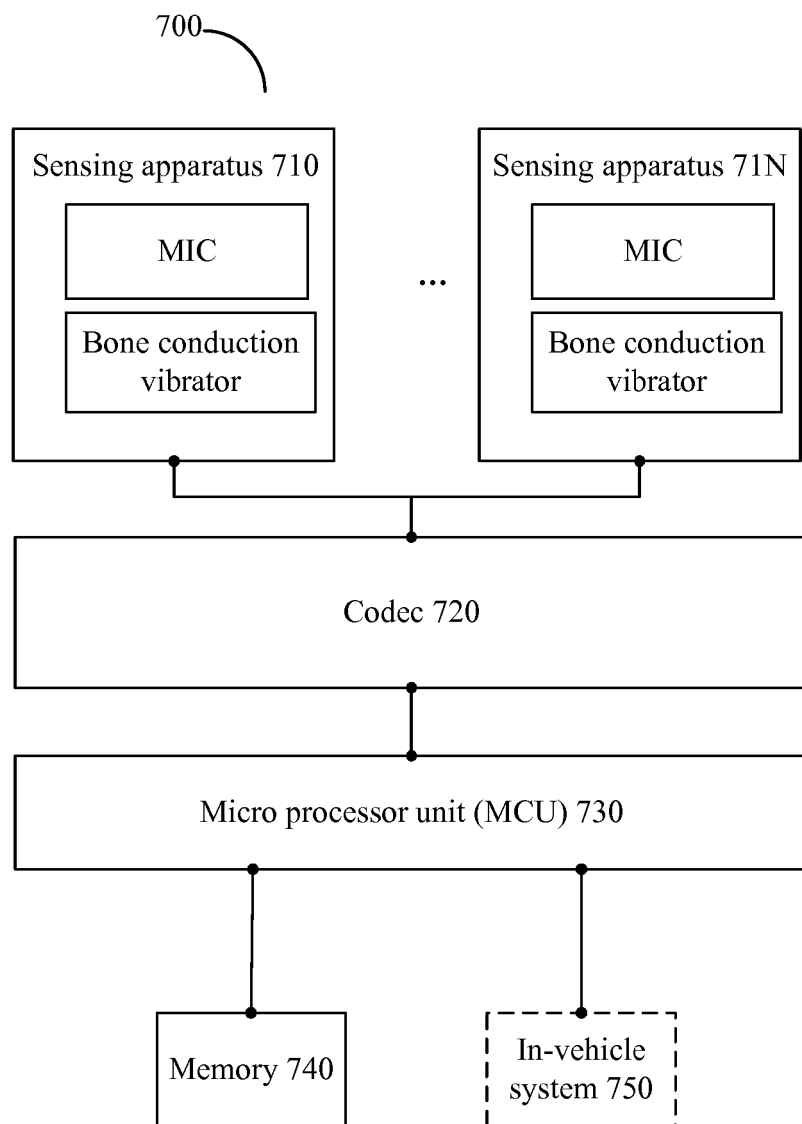 700
Sensing apparatus 710
MIC
Bone conduction
vibrator
...
Sensing apparatus 71N
MIC
Bone conduction
vibrator
Codec 720
Micro processor unit (MCU) 730
Memory 740
In-vehicle
system 750